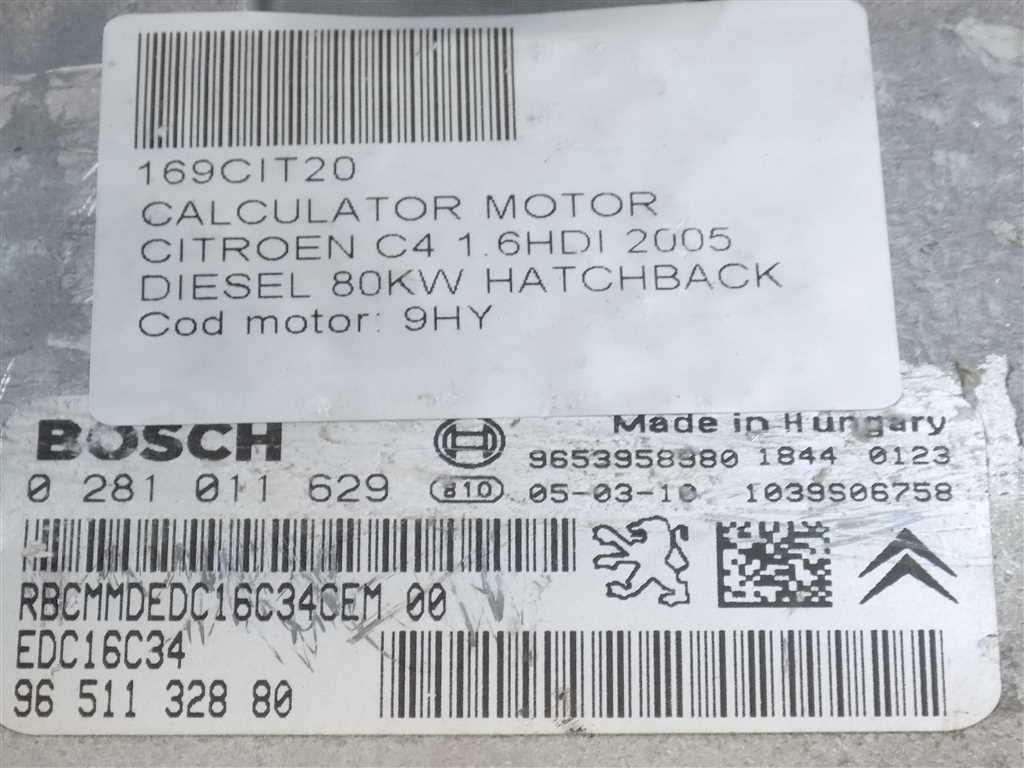 169CIT20
CALCULATOR MOTOR
CITROEN C4 1.6HDI 2005
DIESEL 80KW HATCHBACK
Cod motor: 9HY
BOSCH
Made in Hungary
9653958980 1844 0123
0 281 011 629
810
05-03-10 1039S06758
RBCMMDEDC16C34CEM 00
EDC16C34
96 511 328 80